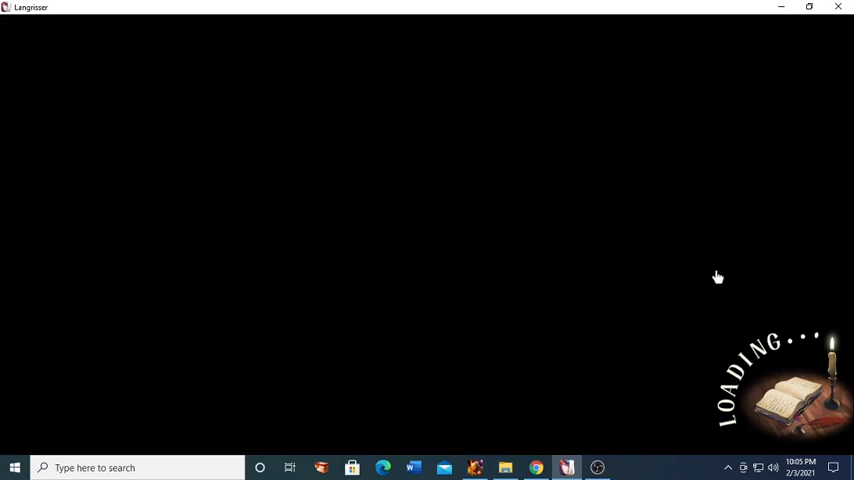 Langrisser
LOADING...
Type here to search
10:05 PM
2/3/2021